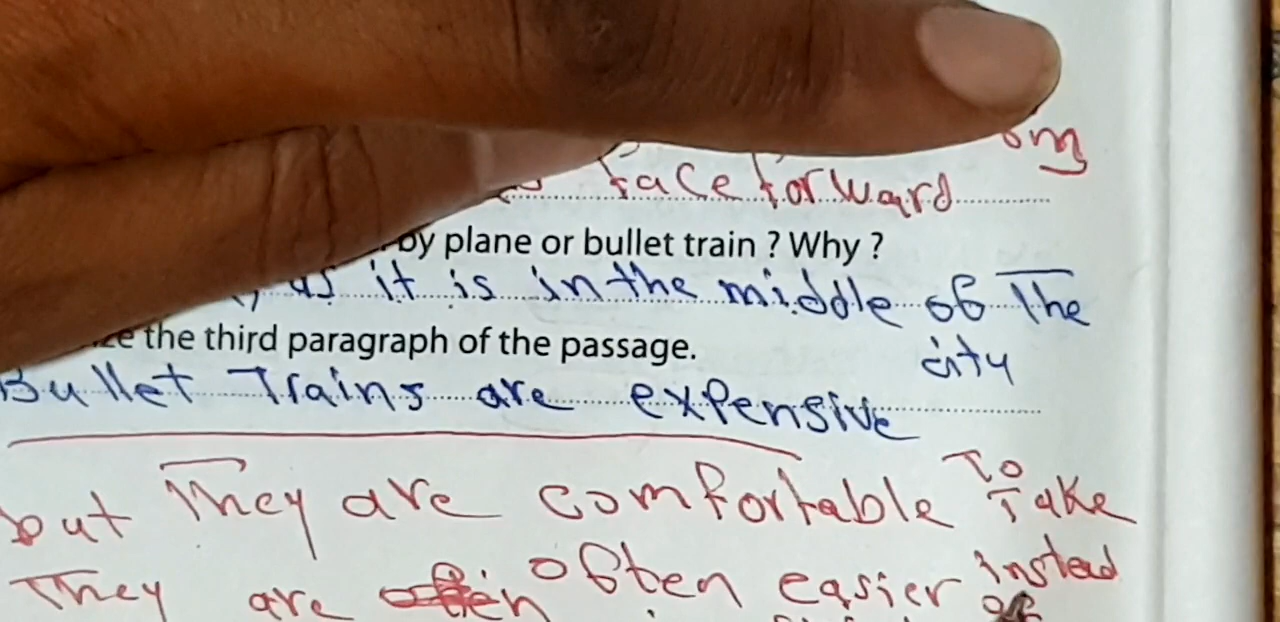 om
face forward
by plane or bullet train ? Why ?
as it is in the middle of The
city
the third paragraph of the passage.
Bullet Trains are expensive
but They are comfortable To Take
They are often easier instead of